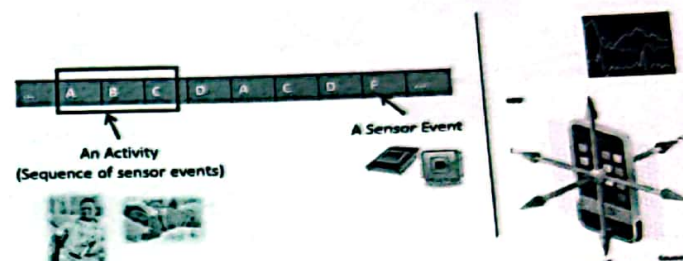 ... A B C D A C D F ...
A Sensor Event
An Activity
(Sequence of sensor events)